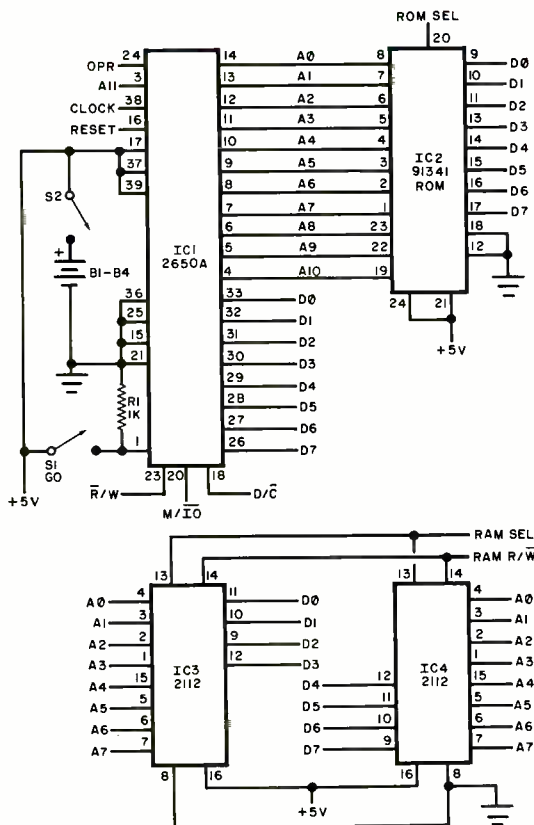 ROM SEL
20
OPR 24 14 A0 8 9 D0
A11 3 13 A1 7 10 D1
CLOCK 38 12 A2 6 11 D2
RESET 16 11 A3 5 13 D3
17 10 A4 4 14 D4
37 9 A5 3 15 D5
39 8 A6 2 16 D6
7 A7 1 17 D7
6 A8 23 18
5 A9 22 12
4 A10 19
IC2
91341
ROM
24 21
+5V
S2
+
B1-B4
IC1
2650A
36 33 D0
25 32 D1
15 31 D2
21 30 D3
29 D4
28 D5
27 D6
26 D7
R1
1K
1
S1
GO
+5V
23 20 18
R̅/W
M/I̅O̅
D/C̅
RAM SEL
RAM R/W̅
13 14
13 14
A0 4 11 D0
A1 3 10 D1
A2 2 9 D2
A3 1 12 D3
A4 15
A5 5
A6 6
A7 7
IC3
2112
8 16
4 A0
3 A1
2 A2
1 A3
D4 12 15 A4
D5 11 5 A5
D6 10 6 A6
D7 9 7 A7
IC4
2112
16 8
+5V